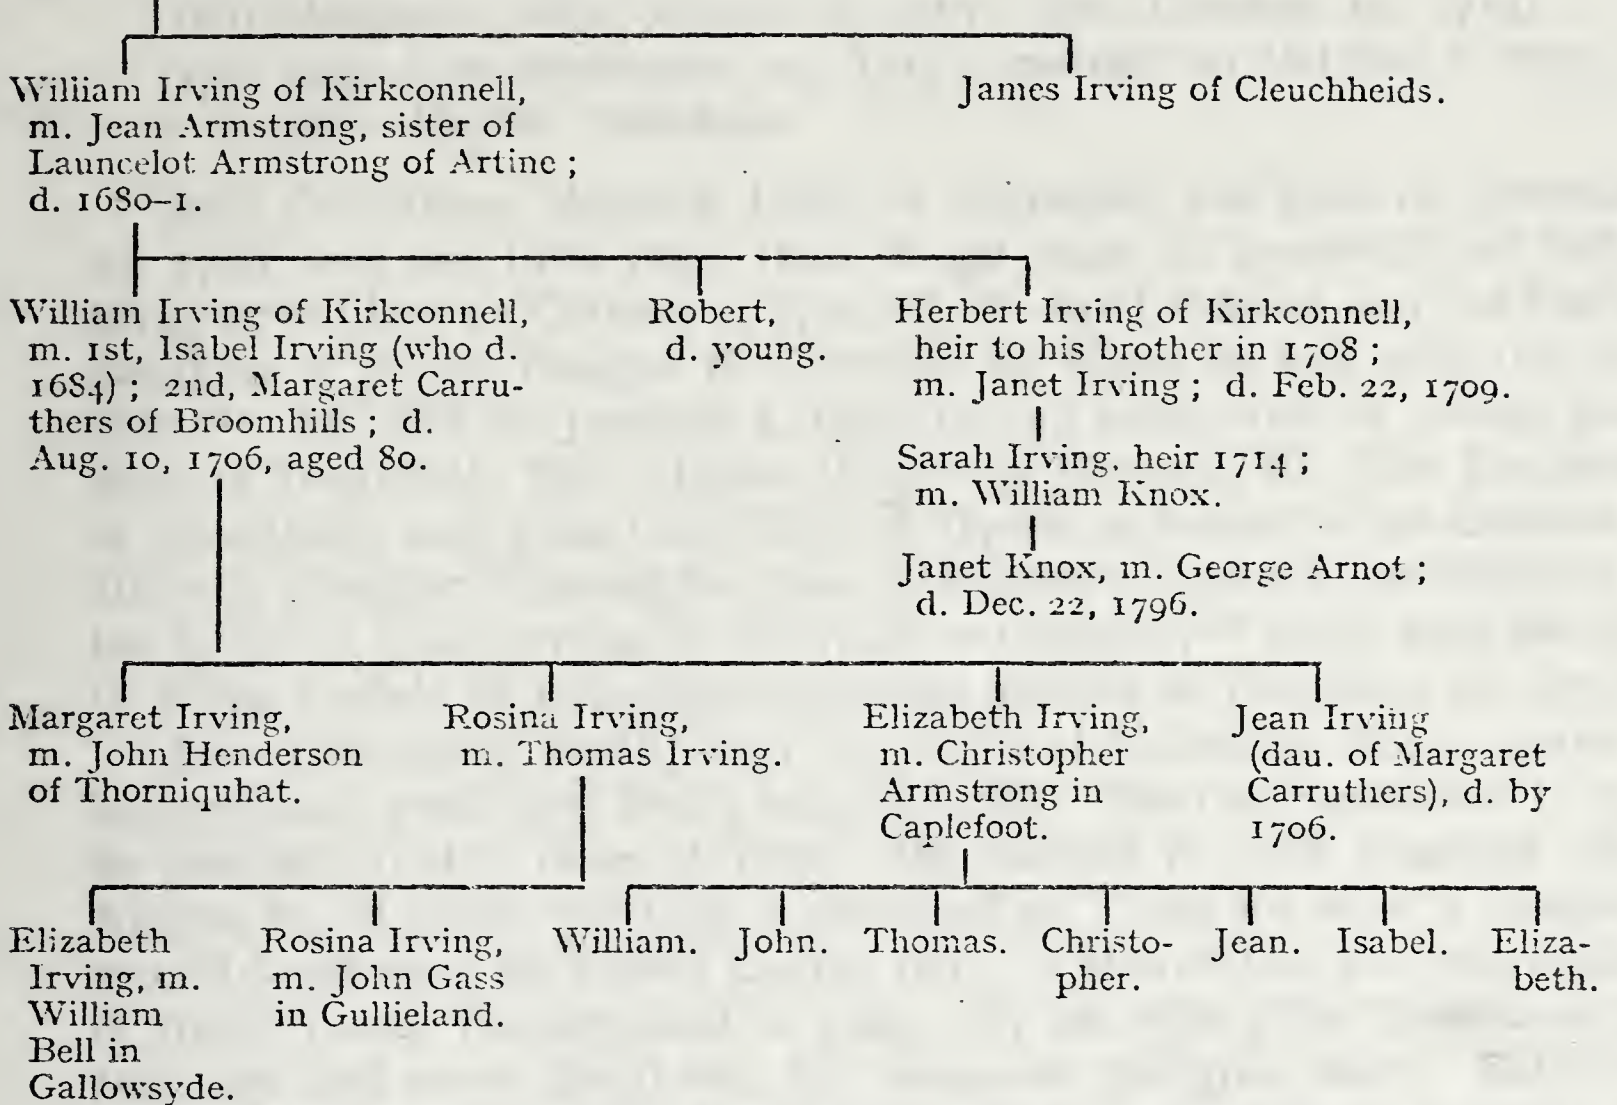 William Irving of Kirkconnell,
m. Jean Armstrong, sister of
Launcelot Armstrong of Artine ;
d. 1680–1.
James Irving of Cleuchheids.
William Irving of Kirkconnell,
m. 1st, Isabel Irving (who d.
1684) ; 2nd, Margaret Carru-
thers of Broomhills ; d.
Aug. 10, 1706, aged 80.
Robert,
d. young.
Herbert Irving of Kirkconnell,
heir to his brother in 1708 ;
m. Janet Irving ; d. Feb. 22, 1709.
Sarah Irving, heir 1714 ;
m. William Knox.
Janet Knox, m. George Arnot ;
d. Dec. 22, 1796.
Margaret Irving,
m. John Henderson
of Thorniquhat.
Rosina Irving,
m. Thomas Irving.
Elizabeth Irving,
m. Christopher
Armstrong in
Caplefoot.
Jean Irving
(dau. of Margaret
Carruthers), d. by
1706.
Elizabeth
Irving, m.
William
Bell in
Gallowsyde.
Rosina Irving,
m. John Gass
in Gullieland.
William.
John.
Thomas.
Christo-
pher.
Jean.
Isabel.
Eliza-
beth.